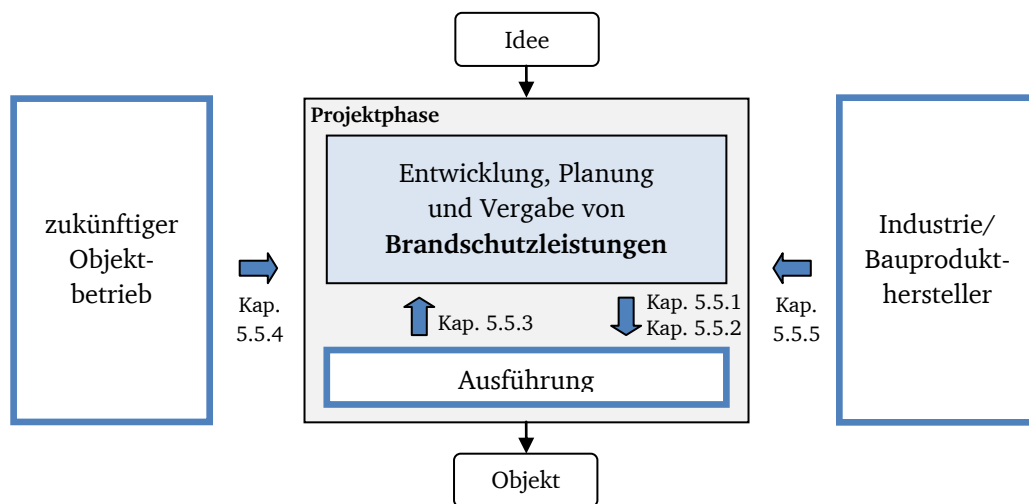 Idee
Projektphase
Entwicklung, Planung
und Vergabe von
Brandschutzleistungen
zukünftiger
Objekt-
betrieb
Kap.
5.5.4
Kap. 5.5.3
Kap. 5.5.1
Kap. 5.5.2
Kap.
5.5.5
Industrie/
Bauprodukt-
hersteller
Ausführung
Objekt